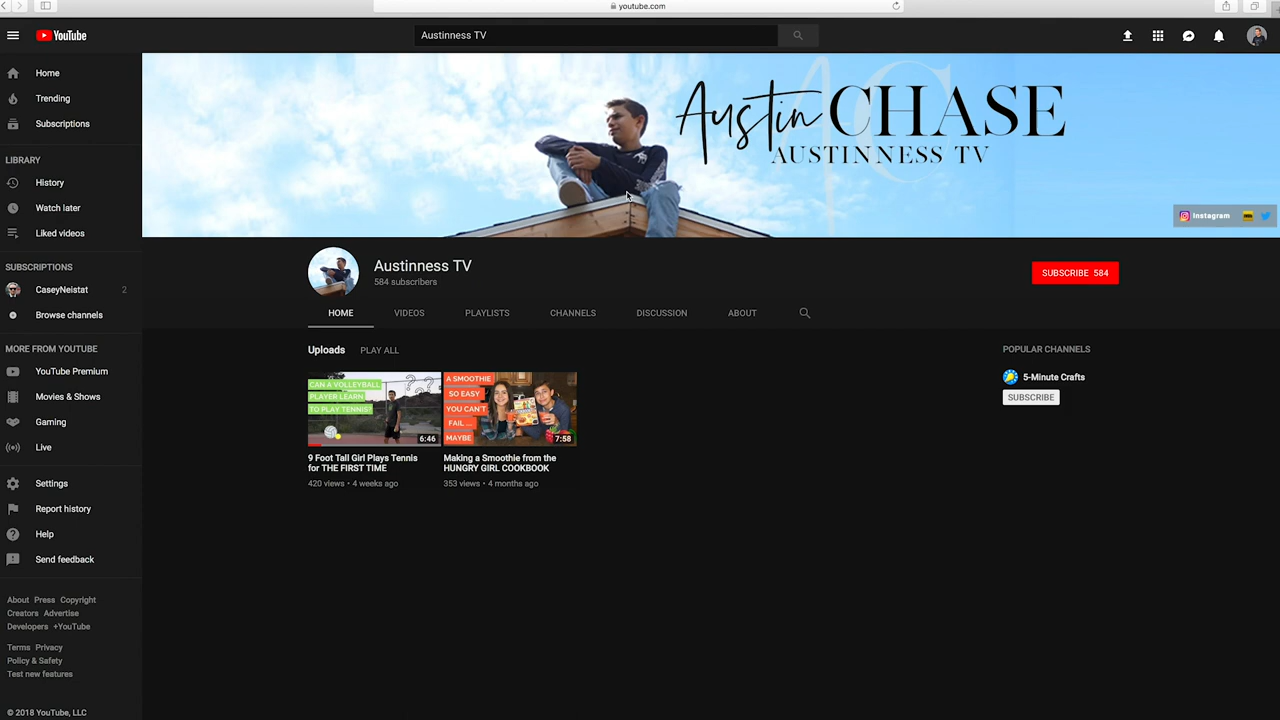 youtube.com
YouTube
Austinness TV
Home
Trending
Subscriptions
LIBRARY
History
Watch later
Liked videos
SUBSCRIPTIONS
CaseyNeistat 2
Browse channels
MORE FROM YOUTUBE
YouTube Premium
Movies & Shows
Gaming
Live
Settings
Report history
Help
Send feedback
About Press Copyright
Creators Advertise
Developers +YouTube
Terms Privacy
Policy & Safety
Test new features
© 2018 YouTube, LLC
AC
Austin CHASE
AUSTINNESS TV
Instagram
Austinness TV
584 subscribers
SUBSCRIBE 584
HOME VIDEOS PLAYLISTS CHANNELS DISCUSSION ABOUT
Uploads PLAY ALL
CAN A VOLLEYBALL
PLAYER LEARN
TO PLAY TENNIS?
??
6:46
9 Foot Tall Girl Plays Tennis
for THE FIRST TIME
420 views • 4 weeks ago
A SMOOTHIE
SO EASY
YOU CAN'T
FAIL ...
MAYBE
7:58
Making a Smoothie from the
HUNGRY GIRL COOKBOOK
353 views • 4 months ago
POPULAR CHANNELS
5-Minute Crafts
SUBSCRIBE